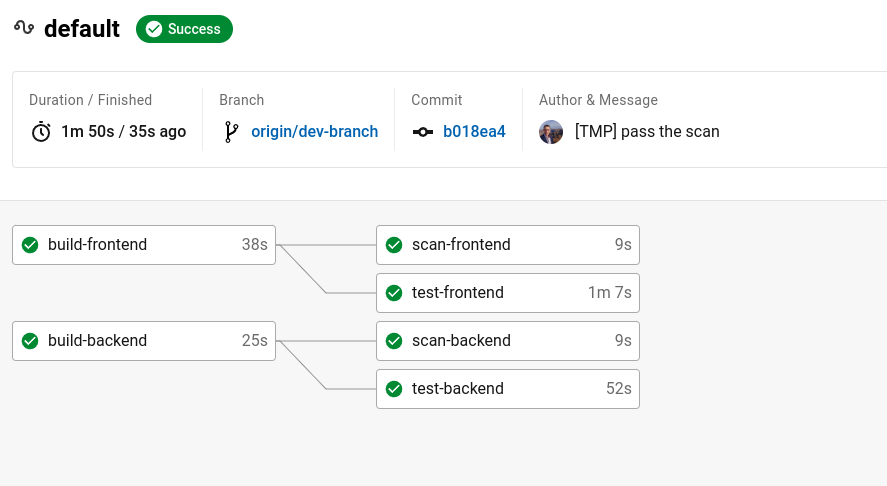 default Success
Duration / Finished Branch Commit Author & Message
1m 50s / 35s ago origin/dev-branch b018ea4 [TMP] pass the scan
build-frontend 38s scan-frontend 9s
test-frontend 1m 7s
build-backend 25s scan-backend 9s
test-backend 52s